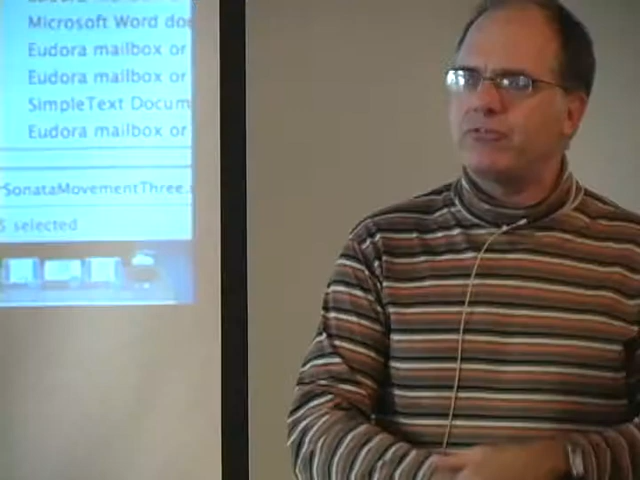 Microsoft Word do
Eudora mailbox or
Eudora mailbox or
SimpleText Docum
Eudora mailbox or
SonataMovementThree.
selected